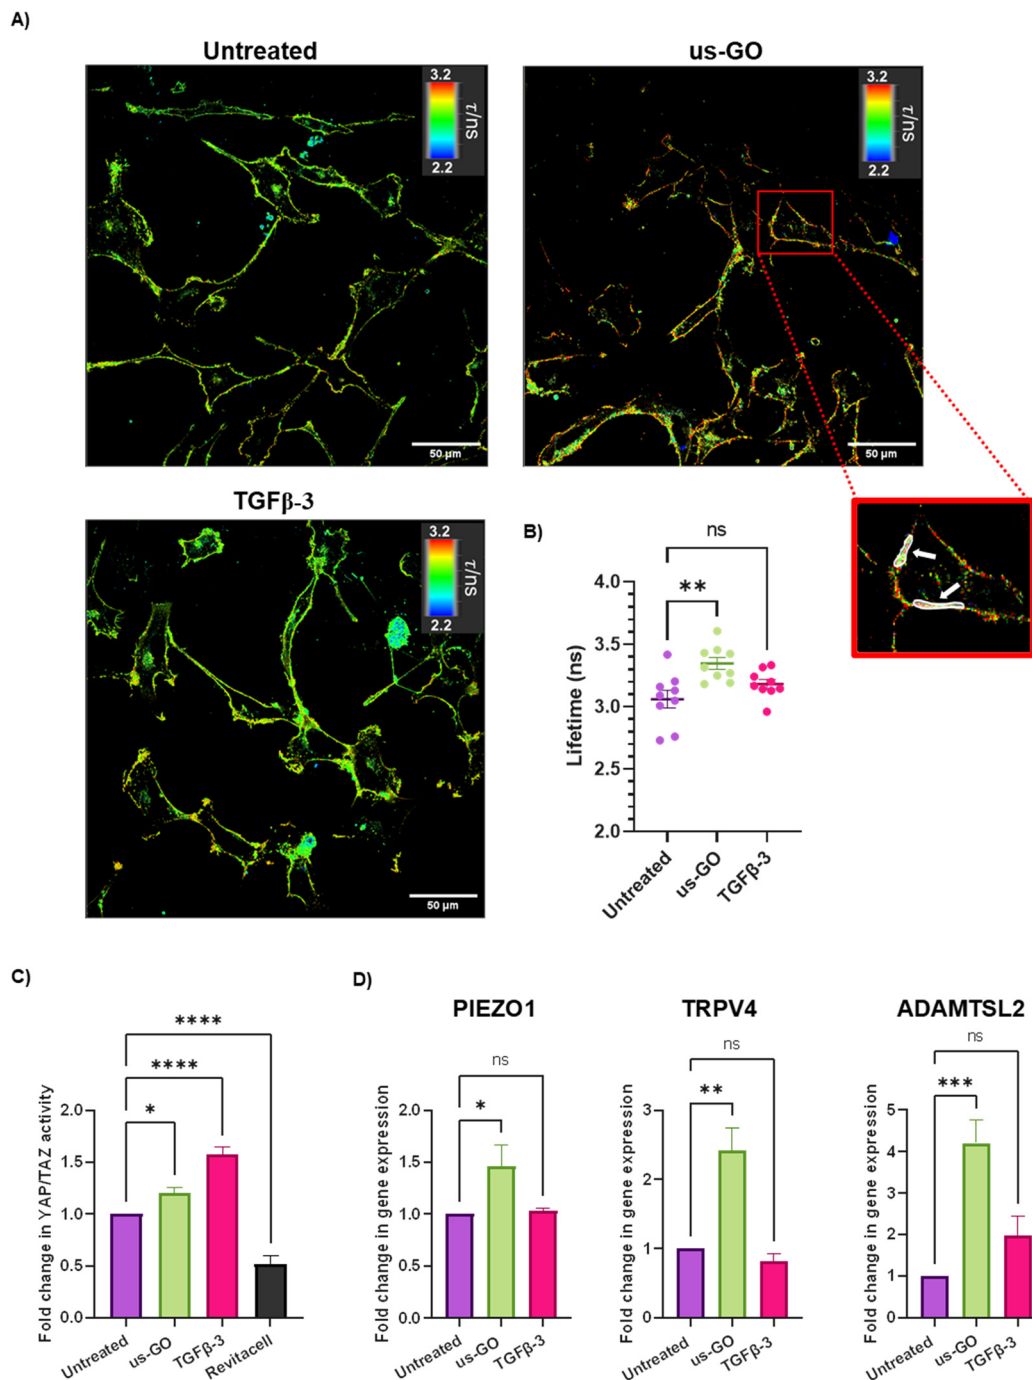 A)
Untreated
us-GO
3.2
τ/ns
2.2
50 µm
3.2
τ/ns
2.2
50 µm
TGFβ-3
3.2
τ/ns
2.2
50 µm
B)
ns
**
4.0
3.5
3.0
2.5
2.0
Lifetime (ns)
Untreated
us-GO
TGFβ-3
C)
****
****
*
2.0
1.5
1.0
0.5
0.0
Fold change in YAP/TAZ activity
Untreated
us-GO
TGFβ-3
Revitacell
D)
PIEZO1
ns
*
2.0
1.5
1.0
0.5
0.0
Fold change in gene expression
Untreated
us-GO
TGFβ-3
TRPV4
ns
**
3
2
1
0
Fold change in gene expression
Untreated
us-GO
TGFβ-3
ADAMTSL2
ns
***
5
4
3
2
1
0
Fold change in gene expression
Untreated
us-GO
TGFβ-3